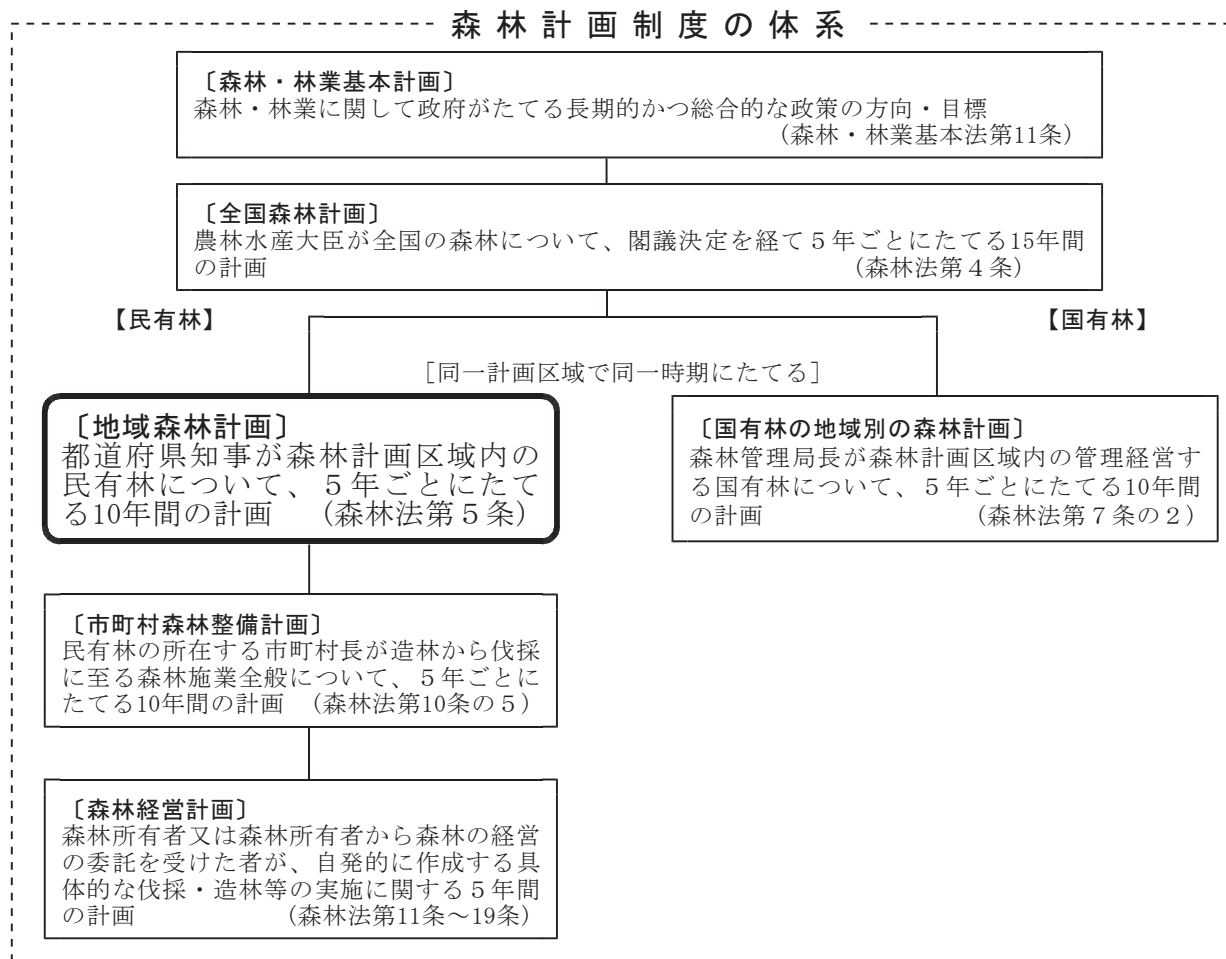 森林計画制度の体系
〔森林・林業基本計画〕
森林・林業に関して政府がたてる長期的かつ総合的な政策の方向・目標
（森林・林業基本法第11条）
〔全国森林計画〕
農林水産大臣が全国の森林について、閣議決定を経て５年ごとにたてる15年間
の計画　（森林法第４条）
【民有林】
【国有林】
［同一計画区域で同一時期にたてる］
〔地域森林計画〕
都道府県知事が森林計画区域内の
民有林について、５年ごとにたて
る10年間の計画　（森林法第５条）
〔国有林の地域別の森林計画〕
森林管理局長が森林計画区域内の管理経営す
る国有林について、５年ごとにたてる10年間
の計画　（森林法第７条の２）
〔市町村森林整備計画〕
民有林の所在する市町村長が造林から伐採
に至る森林施業全般について、５年ごとに
たてる10年間の計画　（森林法第10条の５）
〔森林経営計画〕
森林所有者又は森林所有者から森林の経営
の委託を受けた者が、自発的に作成する具
体的な伐採・造林等の実施に関する５年間
の計画　（森林法第11条～19条）